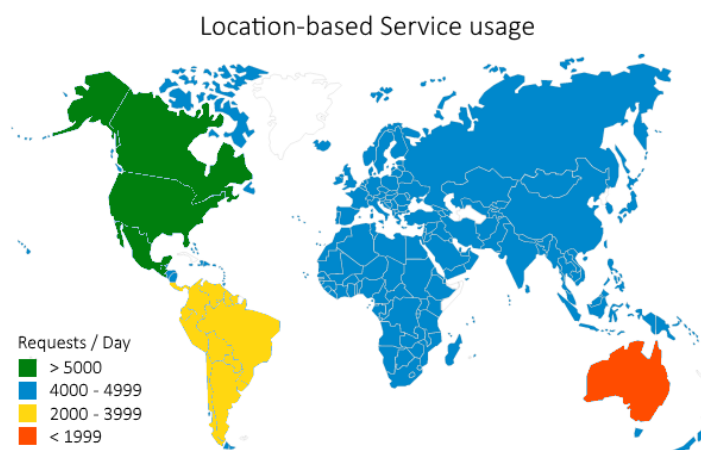 Location-based Service usage
Requests / Day
> 5000
4000 - 4999
2000 - 3999
< 1999